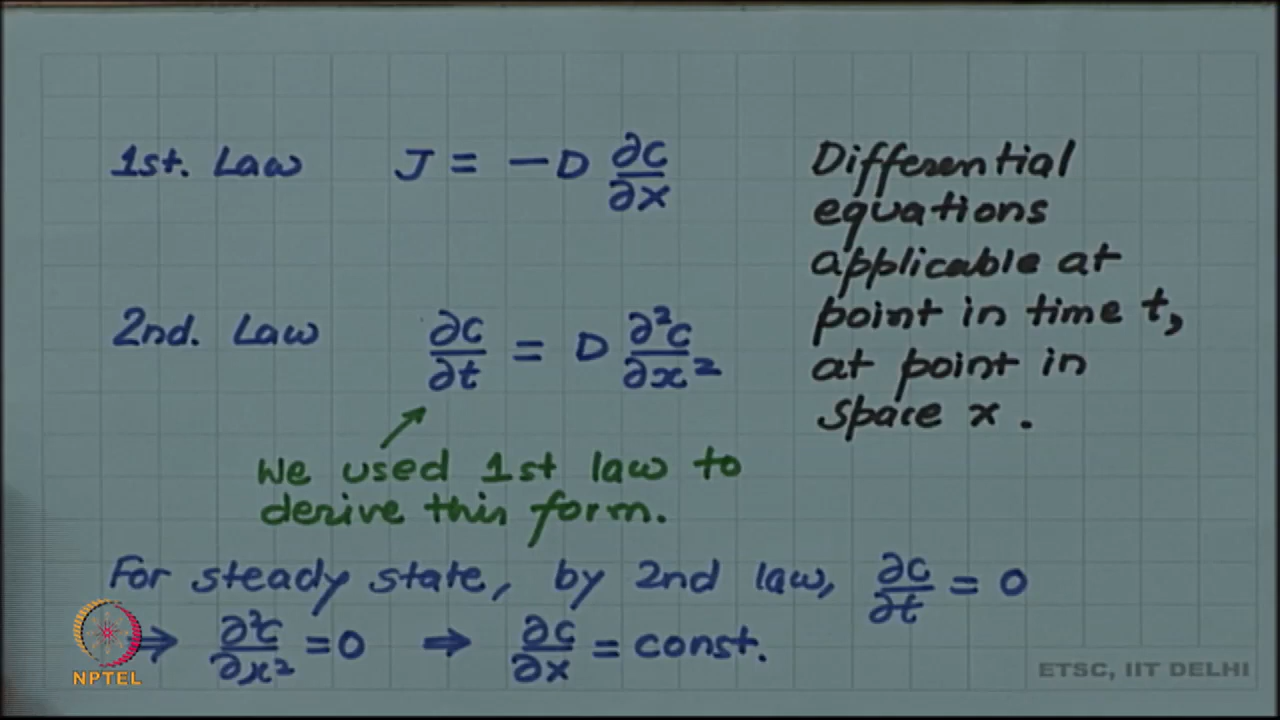 1st. Law J = −D ∂C/∂x
2nd. Law ∂C/∂t = D ∂²C/∂x²
We used 1st law to
derive this form.
Differential
equations
applicable at
point in time t,
at point in
space x .
For steady state, by 2nd law, ∂C/∂t = 0
⇒ ∂²C/∂x² = 0 ⇒ ∂C/∂x = const.
NPTEL
ETSC, IIT DELHI